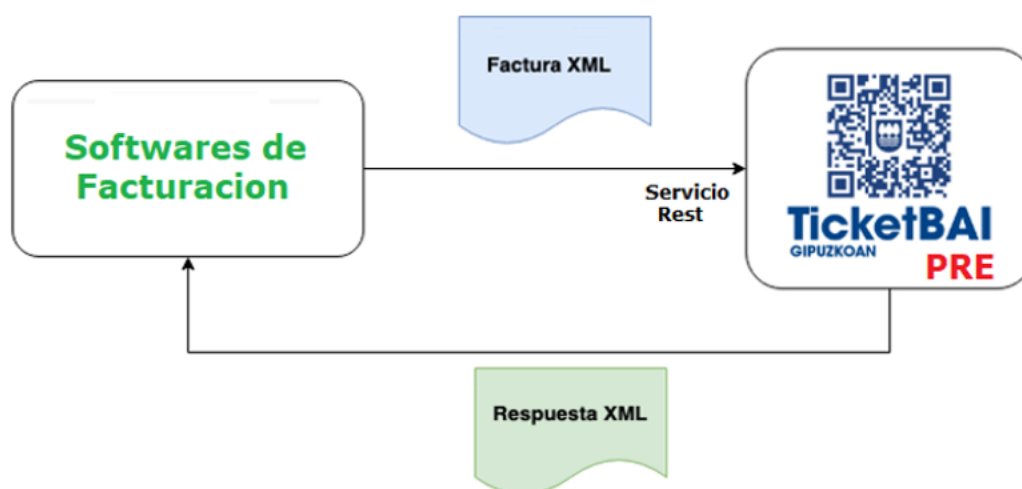 Factura XML
Softwares de
Facturacion
Servicio
Rest
TicketBAI
GIPUZKOAN
PRE
Respuesta XML